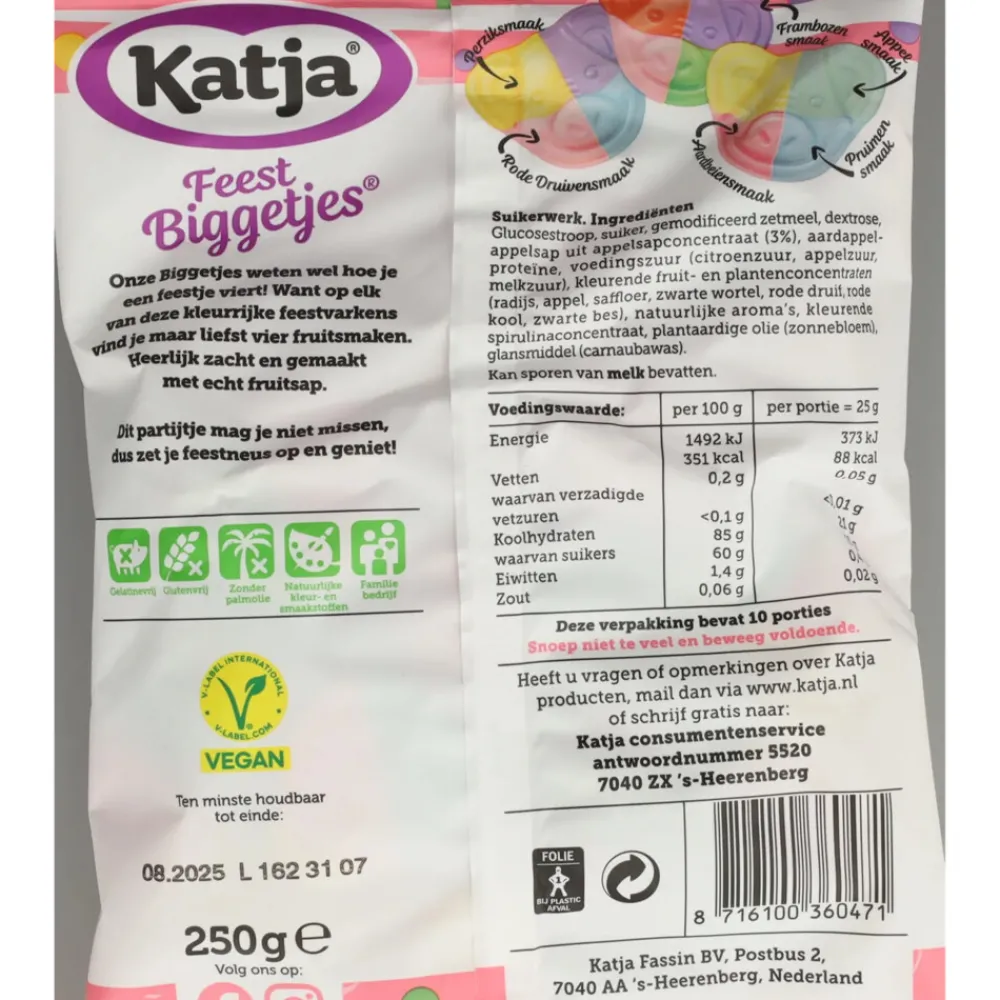 Katja®
Feest
Biggetjes®
Onze Biggetjes weten wel hoe je
een feestje viert! Want op elk
van deze kleurrijke feestvarkens
vind je maar liefst vier fruitsmaken.
Heerlijk zacht en gemaakt
met echt fruitsap.
Dit partijtje mag je niet missen,
dus zet je feestneus op en geniet!
Gelatinevrij
Glutenvrij
Zonder
palmolie
Natuurlijke
kleur- en
smaakstoffen
Familie
bedrijf
V-LABEL INTERNATIONAL
V-LABEL.COM
VEGAN
Ten minste houdbaar
tot einde:
08.2025 L 162 31 07
250g e
Volg ons op:
Perziksmaak
Rode Druivensmaak
Frambozen
smaak
Appel
smaak
Aarbeiensmaak
Pruimen
smaak
Suikerwerk. Ingrediënten
Glucosestroop, suiker, gemodificeerd zetmeel, dextrose,
appelsap uit appelsapconcentraat (3%), aardappel-
proteïne, voedingszuur (citroenzuur, appelzuur,
melkzuur), kleurende fruit- en plantenconcentraten
(radijs, appel, saffloer, zwarte wortel, rode druif, rode
kool, zwarte bes), natuurlijke aroma's, kleurende
spirulinaconcentraat, plantaardige olie (zonnebloem),
glansmiddel (carnaubawas).
Kan sporen van melk bevatten.
Voedingswaarde: per 100 g per portie = 25g
Energie 1492 kJ 373 kJ
351 kcal 88 kcal
Vetten 0,2 g 0,05 g
waarvan verzadigde
vetzuren <0,1 g <0,01 g
Koolhydraten 85 g 21g
waarvan suikers 60 g
Eiwitten 1,4 g
Zout 0,06 g 0,02g
Deze verpakking bevat 10 porties
Snoep niet te veel en beweeg voldoende.
Heeft u vragen of opmerkingen over Katja
producten, mail dan via www.katja.nl
of schrijf gratis naar:
Katja consumentenservice
antwoordnummer 5520
7040 ZX 's-Heerenberg
FOLIE
1
BIJ PLASTIC
AFVAL
8 716100 360471
Katja Fassin BV, Postbus 2,
7040 AA 's-Heerenberg, Nederland